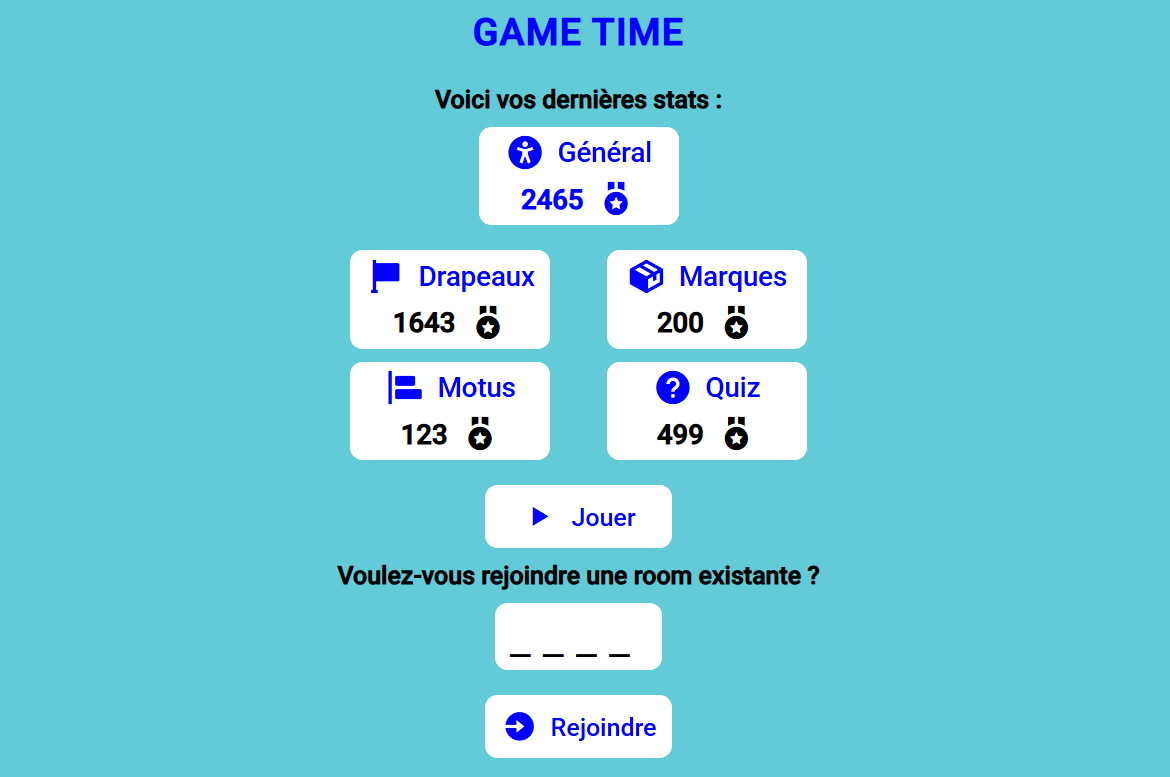 GAME TIME
Voici vos dernières stats :
Général
2465
Drapeaux
1643
Marques
200
Motus
123
Quiz
499
Jouer
Voulez-vous rejoindre une room existante ?
_ _ _ _
Rejoindre